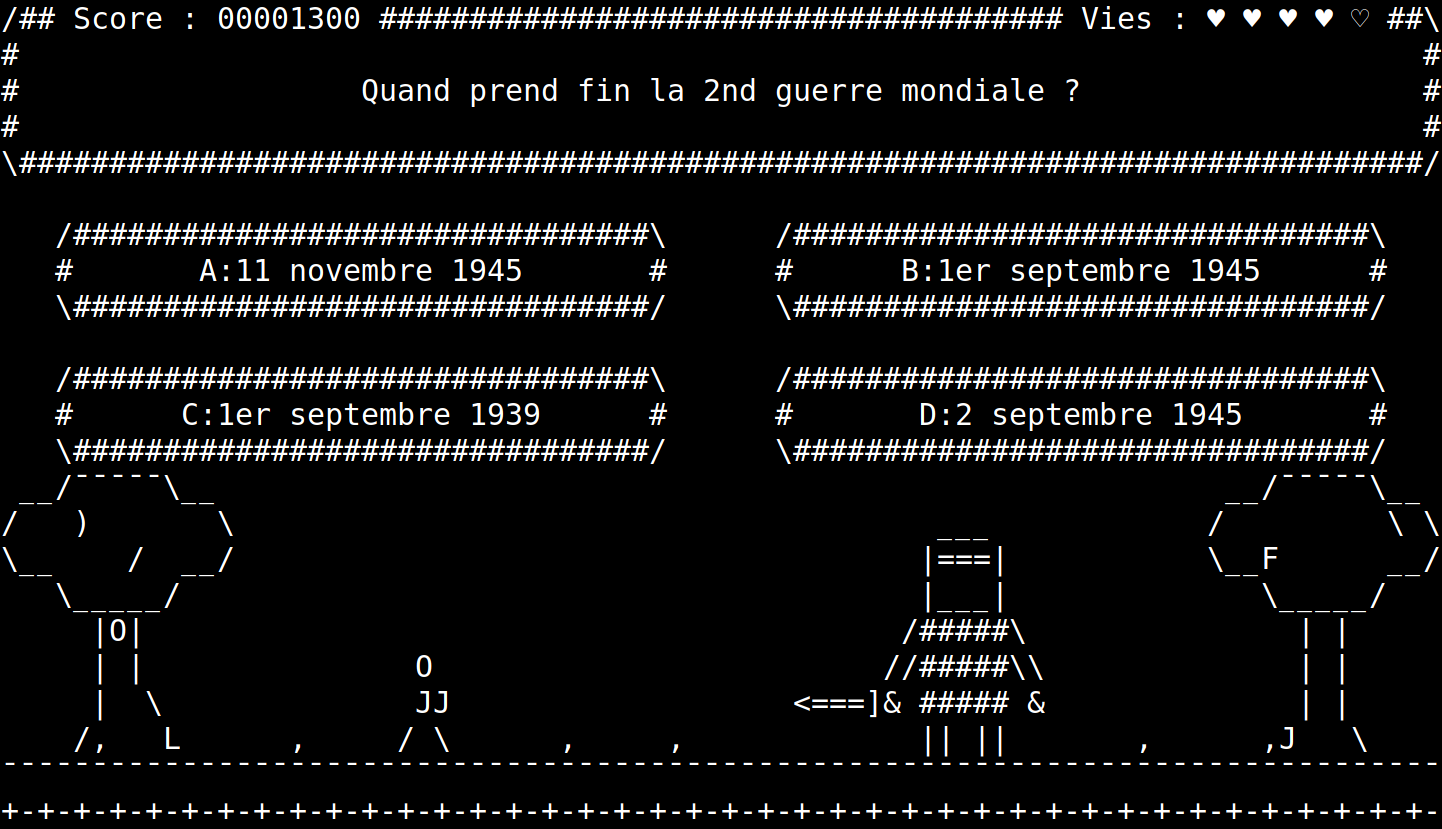 Score : 00001300 Vies : ♥ ♥ ♥ ♥ ♡
Quand prend fin la 2nd guerre mondiale ?
A:11 novembre 1945
B:1er septembre 1945
C:1er septembre 1939
D:2 septembre 1945